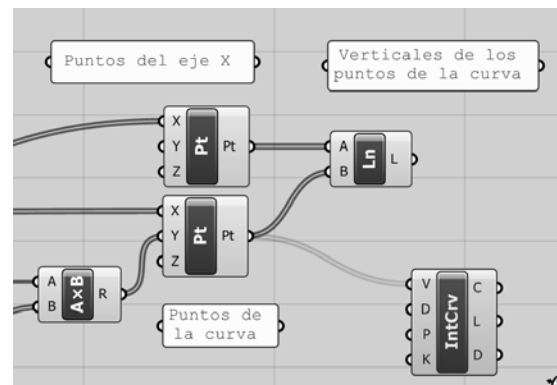 Puntos del eje X
Verticales de los
puntos de la curva
X
Y
Z
Pt
Pt
A
B
Ln
L
X
Y
Z
Pt
Pt
A
B
A×B
R
Puntos de
la curva
V
D
P
K
IntCrv
C
L
D